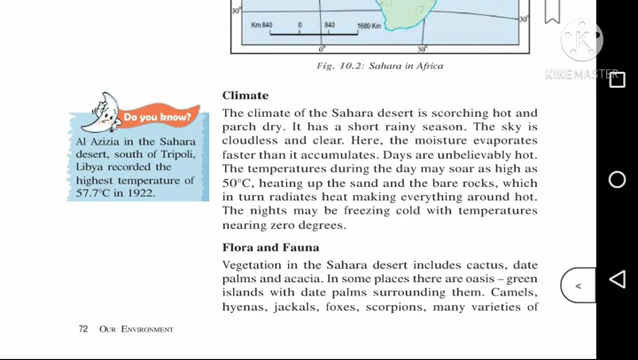 30°
30°
Km 840 0 840 1680 Km
0° 30°
Fig. 10.2: Sahara in Africa
KINEMASTER
Do you know?
Al Azizia in the Sahara
desert, south of Tripoli,
Libya recorded the
highest temperature of
57.7°C in 1922.
Climate
The climate of the Sahara desert is scorching hot and
parch dry. It has a short rainy season. The sky is
cloudless and clear. Here, the moisture evaporates
faster than it accumulates. Days are unbelievably hot.
The temperatures during the day may soar as high as
50°C, heating up the sand and the bare rocks, which
in turn radiates heat making everything around hot.
The nights may be freezing cold with temperatures
nearing zero degrees.
Flora and Fauna
Vegetation in the Sahara desert includes cactus, date
palms and acacia. In some places there are oasis – green
islands with date palms surrounding them. Camels,
hyenas, jackals, foxes, scorpions, many varieties of
72 OUR ENVIRONMENT